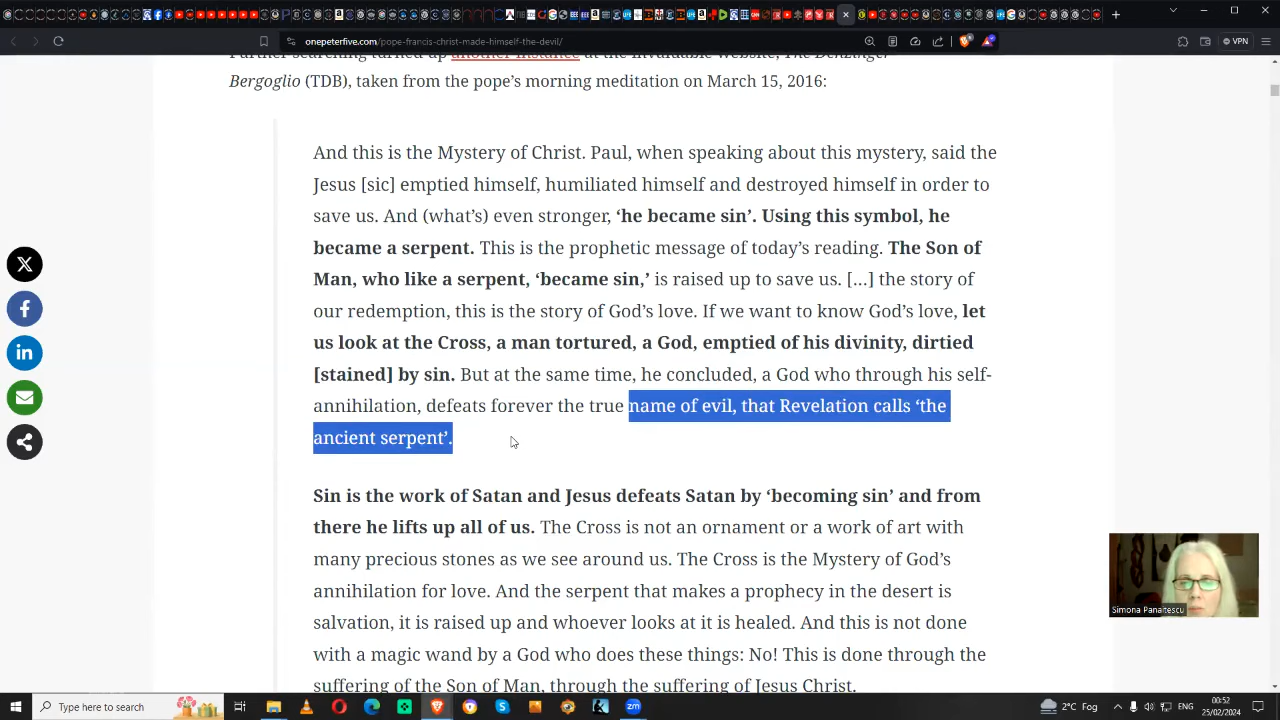 onepeterfive.com/pope-francis-christ-made-himself-the-devil/
VPN
Further searching turned up another instance at the invaluable website, The Denzinger-
Bergoglio (TDB), taken from the pope's morning meditation on March 15, 2016:
And this is the Mystery of Christ. Paul, when speaking about this mystery, said the
Jesus [sic] emptied himself, humiliated himself and destroyed himself in order to
save us. And (what's) even stronger, ‘he became sin’. Using this symbol, he
became a serpent. This is the prophetic message of today's reading. The Son of
Man, who like a serpent, ‘became sin,’ is raised up to save us. […] the story of
our redemption, this is the story of God's love. If we want to know God's love, let
us look at the Cross, a man tortured, a God, emptied of his divinity, dirtied
[stained] by sin. But at the same time, he concluded, a God who through his self-
annihilation, defeats forever the true name of evil, that Revelation calls ‘the
ancient serpent’.
Sin is the work of Satan and Jesus defeats Satan by ‘becoming sin’ and from
there he lifts up all of us. The Cross is not an ornament or a work of art with
many precious stones as we see around us. The Cross is the Mystery of God's
annihilation for love. And the serpent that makes a prophecy in the desert is
salvation, it is raised up and whoever looks at it is healed. And this is not done
with a magic wand by a God who does these things: No! This is done through the
suffering of the Son of Man, through the suffering of Jesus Christ.
Simona Panaitescu
Type here to search
2°C Fog
ENG
00:52
25/02/2024